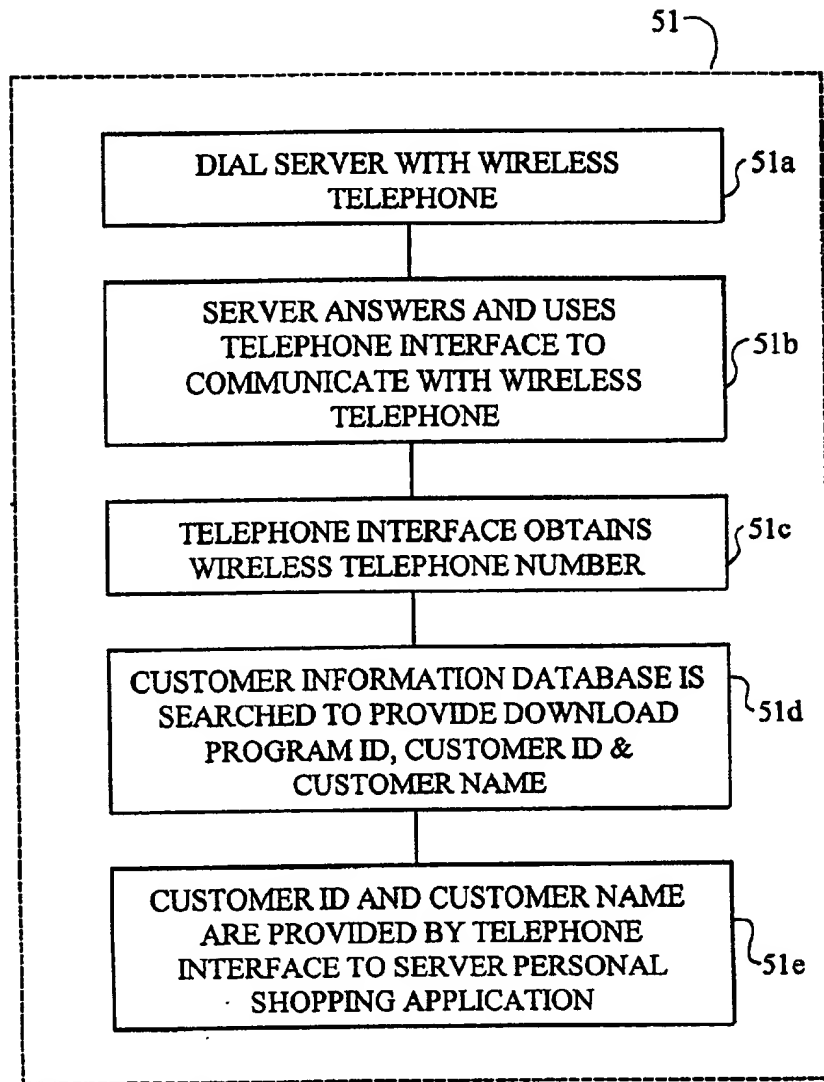 51
DIAL SERVER WITH WIRELESS
TELEPHONE
51a
SERVER ANSWERS AND USES
TELEPHONE INTERFACE TO
COMMUNICATE WITH WIRELESS
TELEPHONE
51b
TELEPHONE INTERFACE OBTAINS
WIRELESS TELEPHONE NUMBER
51c
CUSTOMER INFORMATION DATABASE IS
SEARCHED TO PROVIDE DOWNLOAD
PROGRAM ID, CUSTOMER ID &
CUSTOMER NAME
51d
CUSTOMER ID AND CUSTOMER NAME
ARE PROVIDED BY TELEPHONE
INTERFACE TO SERVER PERSONAL
SHOPPING APPLICATION
51e